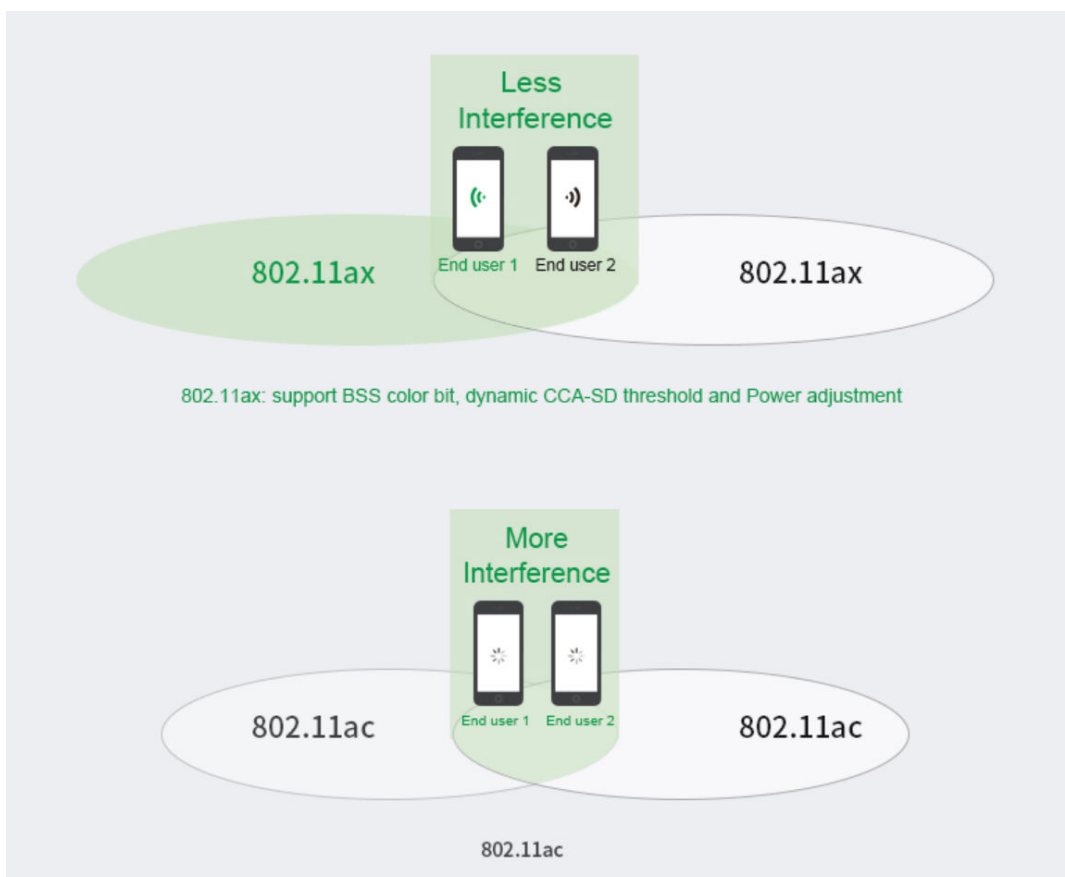 Less
Interference
End user 1
End user 2
802.11ax
802.11ax
802.11ax: support BSS color bit, dynamic CCA-SD threshold and Power adjustment
More
Interference
End user 1
End user 2
802.11ac
802.11ac
802.11ac